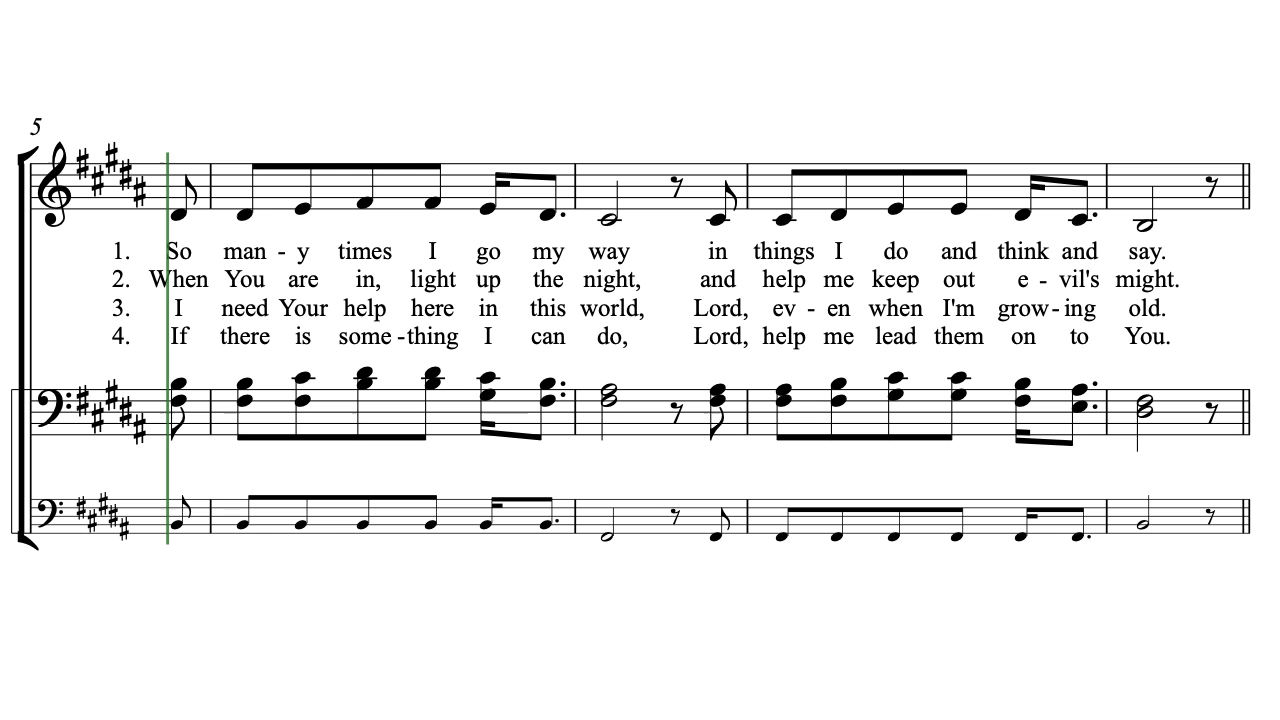 5
1. So man - y times I go my way in things I do and think and say.
2. When You are in, light up the night, and help me keep out e - vil's might.
3. I need Your help here in this world, Lord, ev - en when I'm grow - ing old.
4. If there is some - thing I can do, Lord, help me lead them on to You.